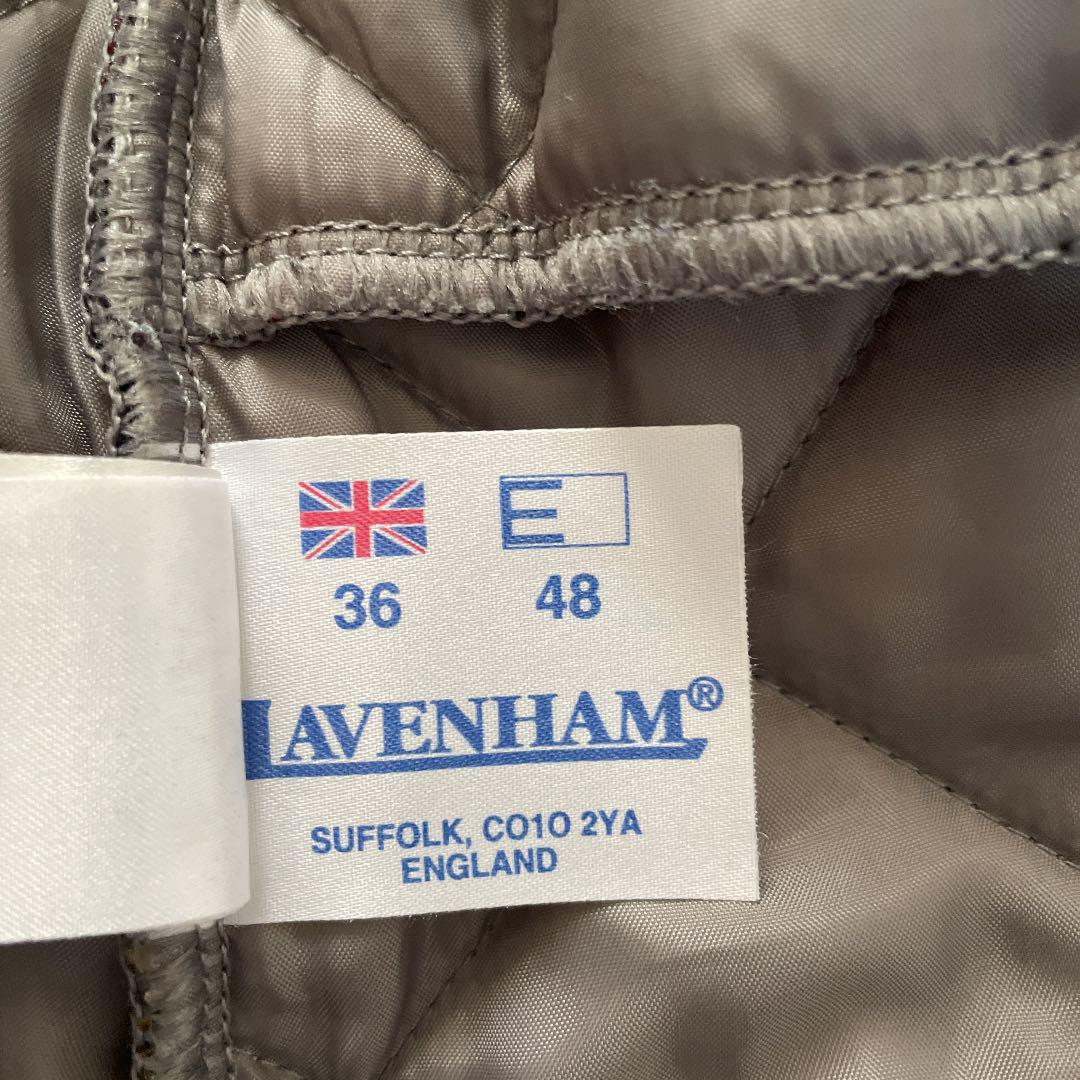 E
36 48
LAVENHAM®
SUFFOLK, CO10 2YA
ENGLAND